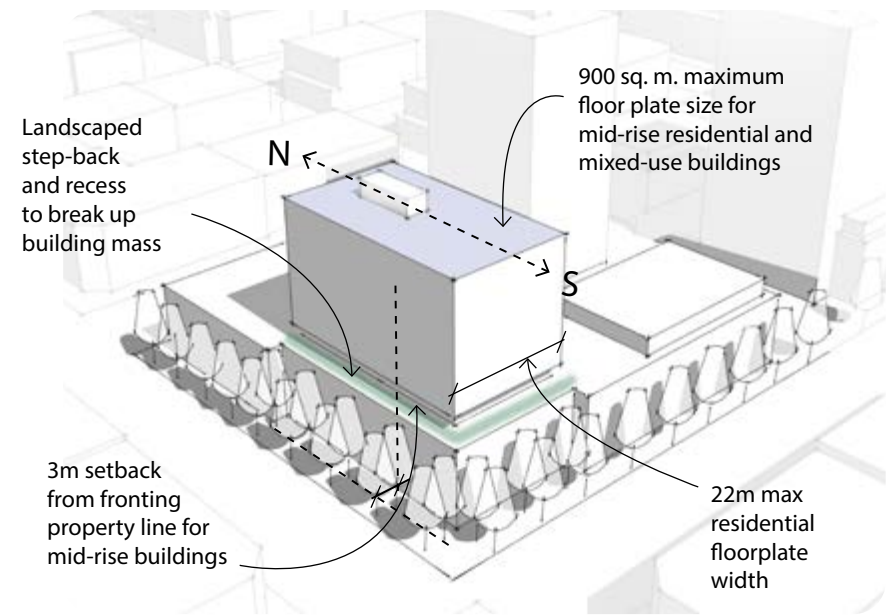 900 sq. m. maximum
floor plate size for
mid-rise residential and
mixed-use buildings
Landscaped
step-back
and recess
to break up
building mass
N
S
3m setback
from fronting
property line for
mid-rise buildings
22m max
residential
floorplate
width